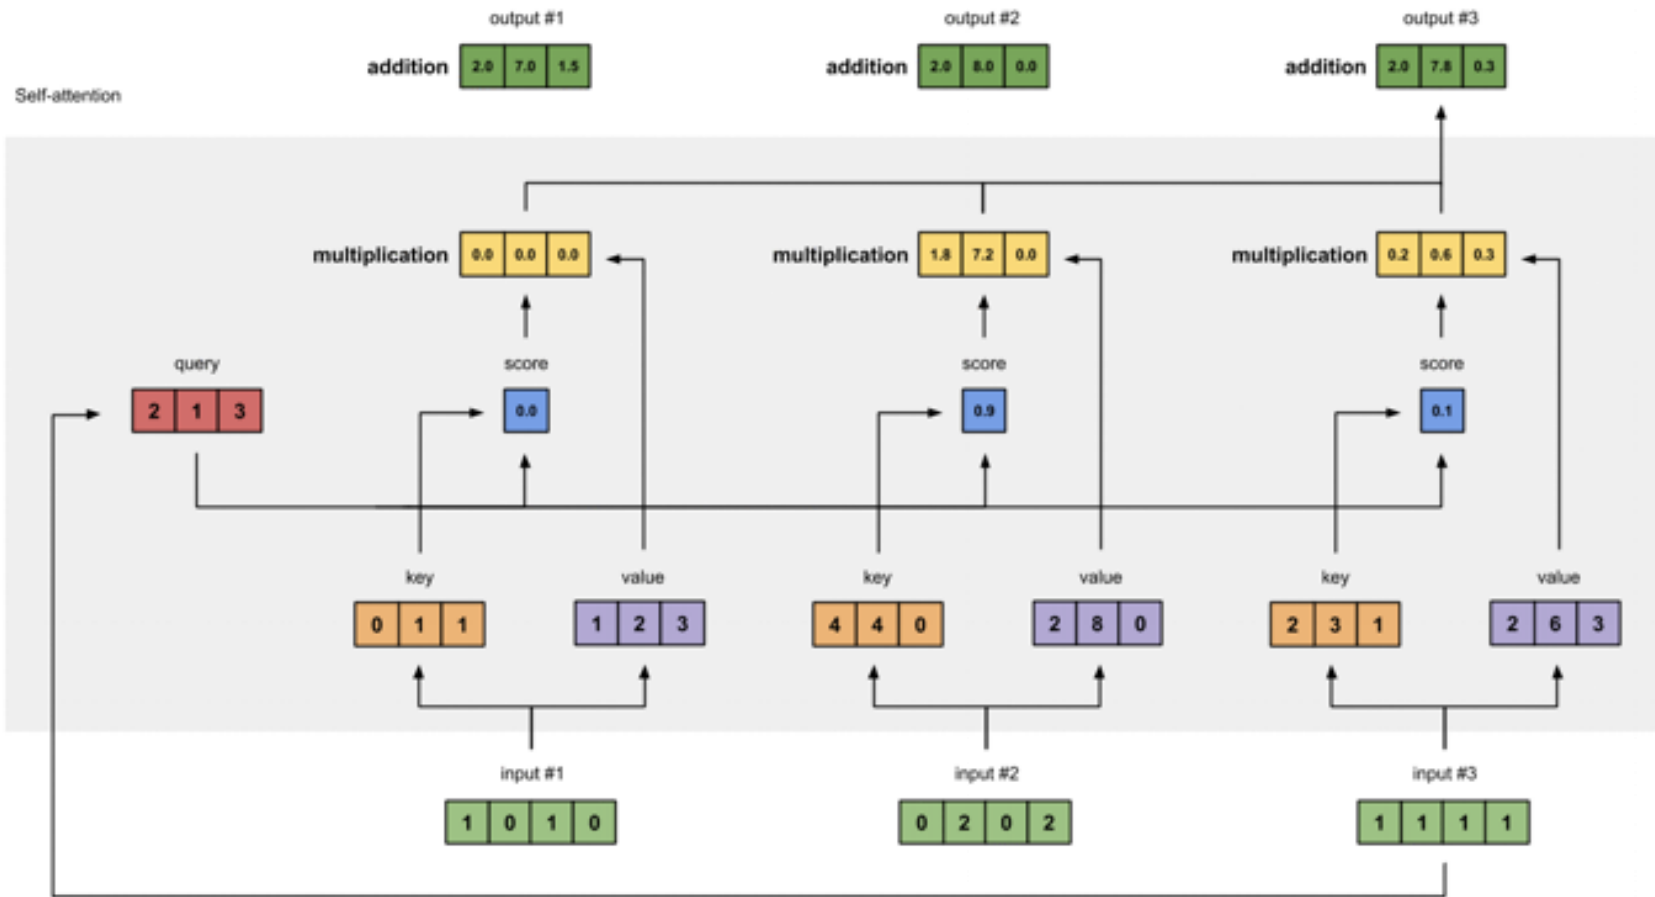 output #1 output #2 output #3
addition 2.0 7.0 1.5 addition 2.0 8.0 0.0 addition 2.0 7.8 0.3
Self-attention
multiplication 0.0 0.0 0.0 multiplication 1.8 7.2 0.0 multiplication 0.2 0.6 0.3
query score score score
2 1 3 0.0 0.9 0.1
key value key value key value
0 1 1 1 2 3 4 4 0 2 8 0 2 3 1 2 6 3
input #1 input #2 input #3
1 0 1 0 0 2 0 2 1 1 1 1